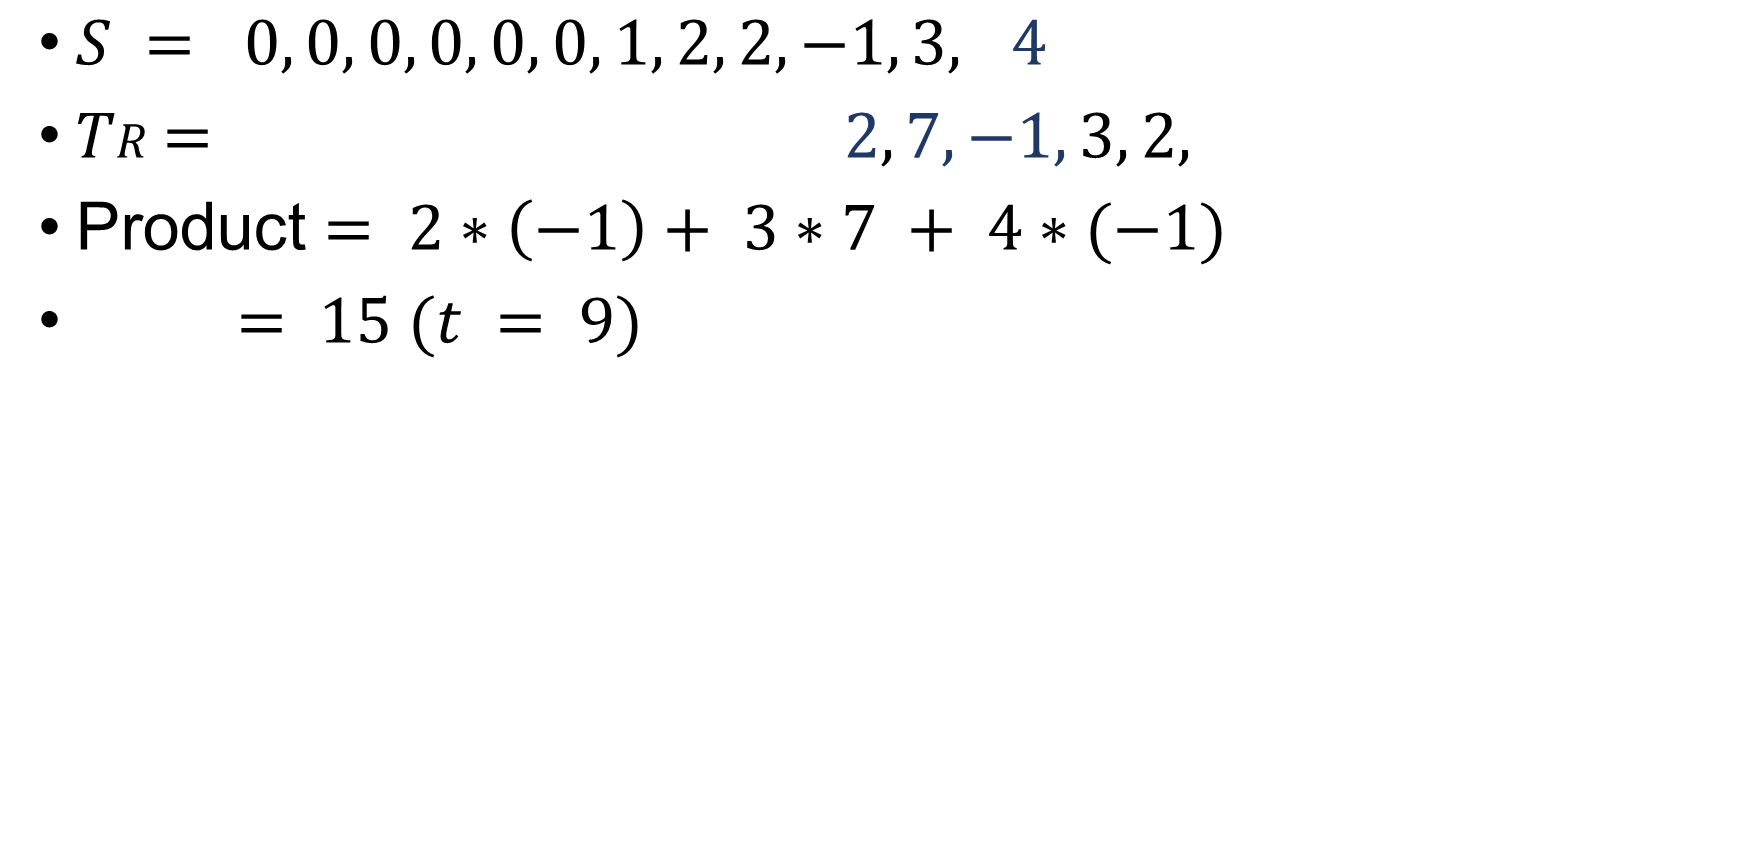 • S = 0, 0, 0, 0, 0, 0, 1, 2, 2, −1, 3, 4
• TR = 2, 7, −1, 3, 2,
• Product = 2 ∗ (−1) + 3 ∗ 7 + 4 ∗ (−1)
• = 15 (t = 9)